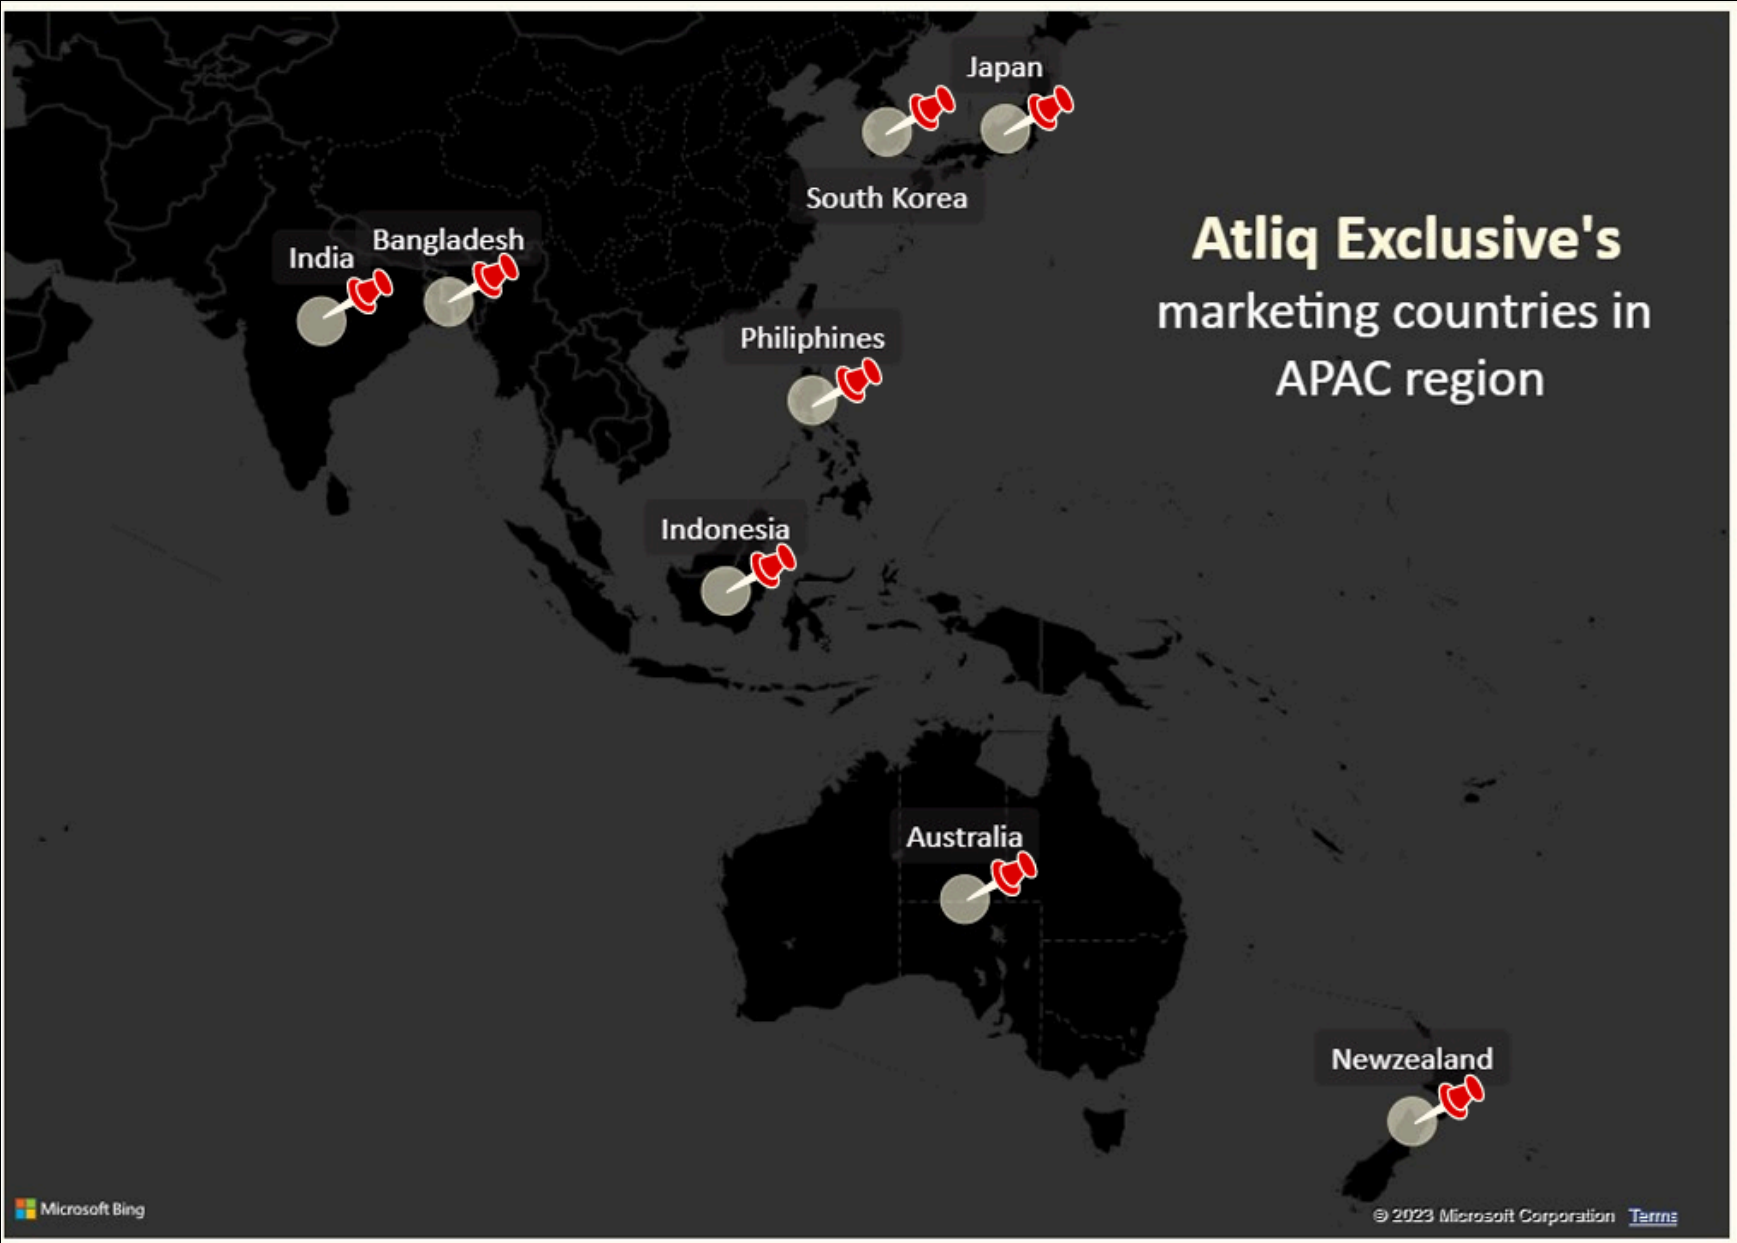 Japan
South Korea
Atliq Exclusive's
marketing countries in
APAC region
Bangladesh
India
Philiphines
Indonesia
Australia
Newzealand
Microsoft Bing
© 2023 Microsoft Corporation Terms